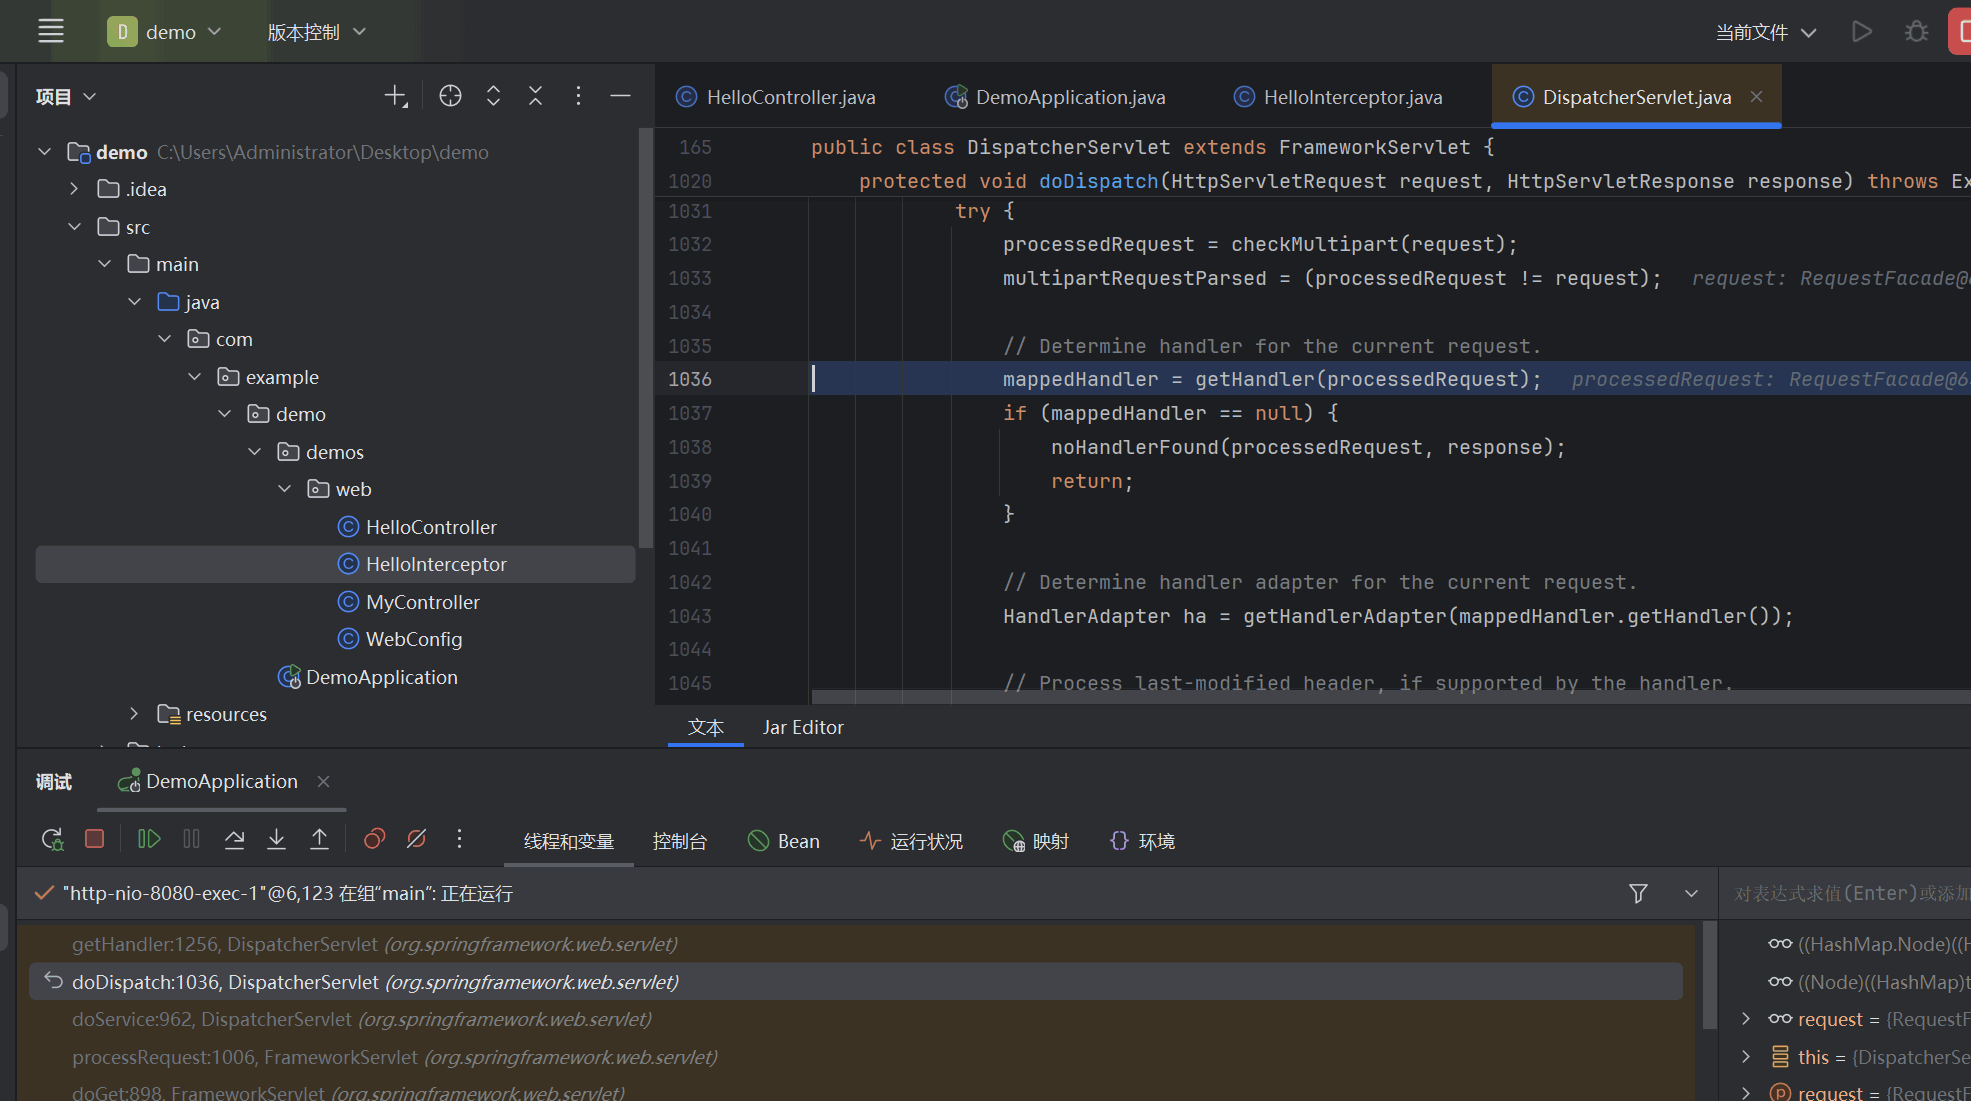 D demo 版本控制 当前文件
项目
HelloController.java DemoApplication.java HelloInterceptor.java DispatcherServlet.java
demo C:\Users\Administrator\Desktop\demo
.idea
src
main
java
com
example
demo
demos
web
HelloController
HelloInterceptor
MyController
WebConfig
DemoApplication
resources
165 public class DispatcherServlet extends FrameworkServlet {
1020 protected void doDispatch(HttpServletRequest request, HttpServletResponse response) throws Ex
1031 try {
1032 processedRequest = checkMultipart(request);
1033 multipartRequestParsed = (processedRequest != request); request: RequestFacade@6
1034
1035 // Determine handler for the current request.
1036 mappedHandler = getHandler(processedRequest); processedRequest: RequestFacade@6
1037 if (mappedHandler == null) {
1038 noHandlerFound(processedRequest, response);
1039 return;
1040 }
1041
1042 // Determine handler adapter for the current request.
1043 HandlerAdapter ha = getHandlerAdapter(mappedHandler.getHandler());
1044
1045 // Process last-modified header, if supported by the handler.
文本 Jar Editor
调试 DemoApplication
线程和变量 控制台 Bean 运行状况 映射 环境
"http-nio-8080-exec-1"@6,123 在组“main”: 正在运行
getHandler:1256, DispatcherServlet (org.springframework.web.servlet)
doDispatch:1036, DispatcherServlet (org.springframework.web.servlet)
doService:962, DispatcherServlet (org.springframework.web.servlet)
processRequest:1006, FrameworkServlet (org.springframework.web.servlet)
doGet:898, FrameworkServlet (org.springframework.web.servlet)
对表达式求值(Enter)或添加
((HashMap.Node)((H
((Node)((HashMap)t
request = {RequestF
this = {DispatcherSe
request = {RequestF